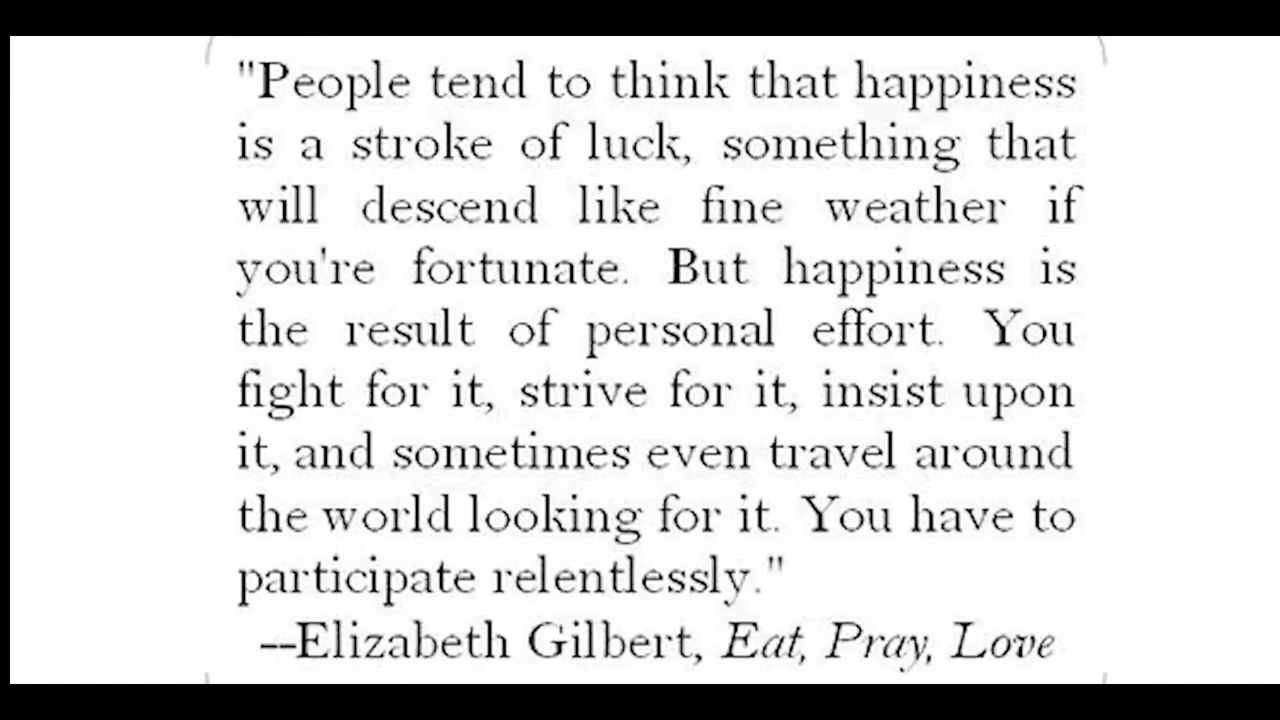 "People tend to think that happiness
is a stroke of luck, something that
will descend like fine weather if
you're fortunate. But happiness is
the result of personal effort. You
fight for it, strive for it, insist upon
it, and sometimes even travel around
the world looking for it. You have to
participate relentlessly."
--Elizabeth Gilbert, Eat, Pray, Love